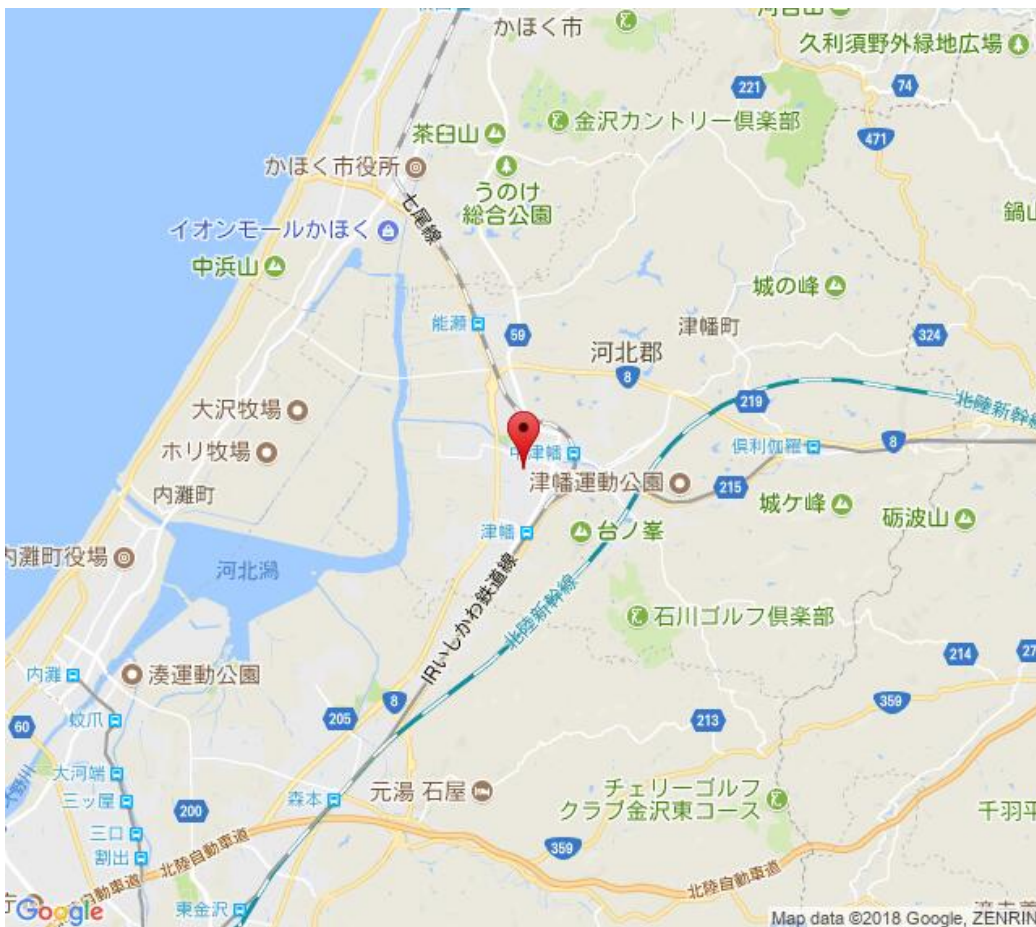 かほく市
久利須野外緑地広場
221
74
金沢カントリー倶楽部
茶臼山
471
かほく市役所
うのけ
総合公園
七尾線
イオンモールかほく
中浜山
城の峰
能瀬
59
津幡町
324
河北郡
8
219
北陸新幹線
大沢牧場
ホリ牧場
中津幡
倶利伽羅
8
津幡運動公園
215
内灘町
城ケ峰
砺波山
津幡
台ノ峯
内灘町役場
河北潟
IRいしかわ鉄道線
北陸新幹線
石川ゴルフ倶楽部
214
内灘
湊運動公園
8
359
蚊爪
205
213
60
大河端
森本
元湯 石屋
チェリーゴルフ
クラブ金沢東コース
三ッ屋
200
三口
割出
359
北陸自動車道
北陸自動車道
東金沢
Google
Map data ©2018 Google, ZENRIN